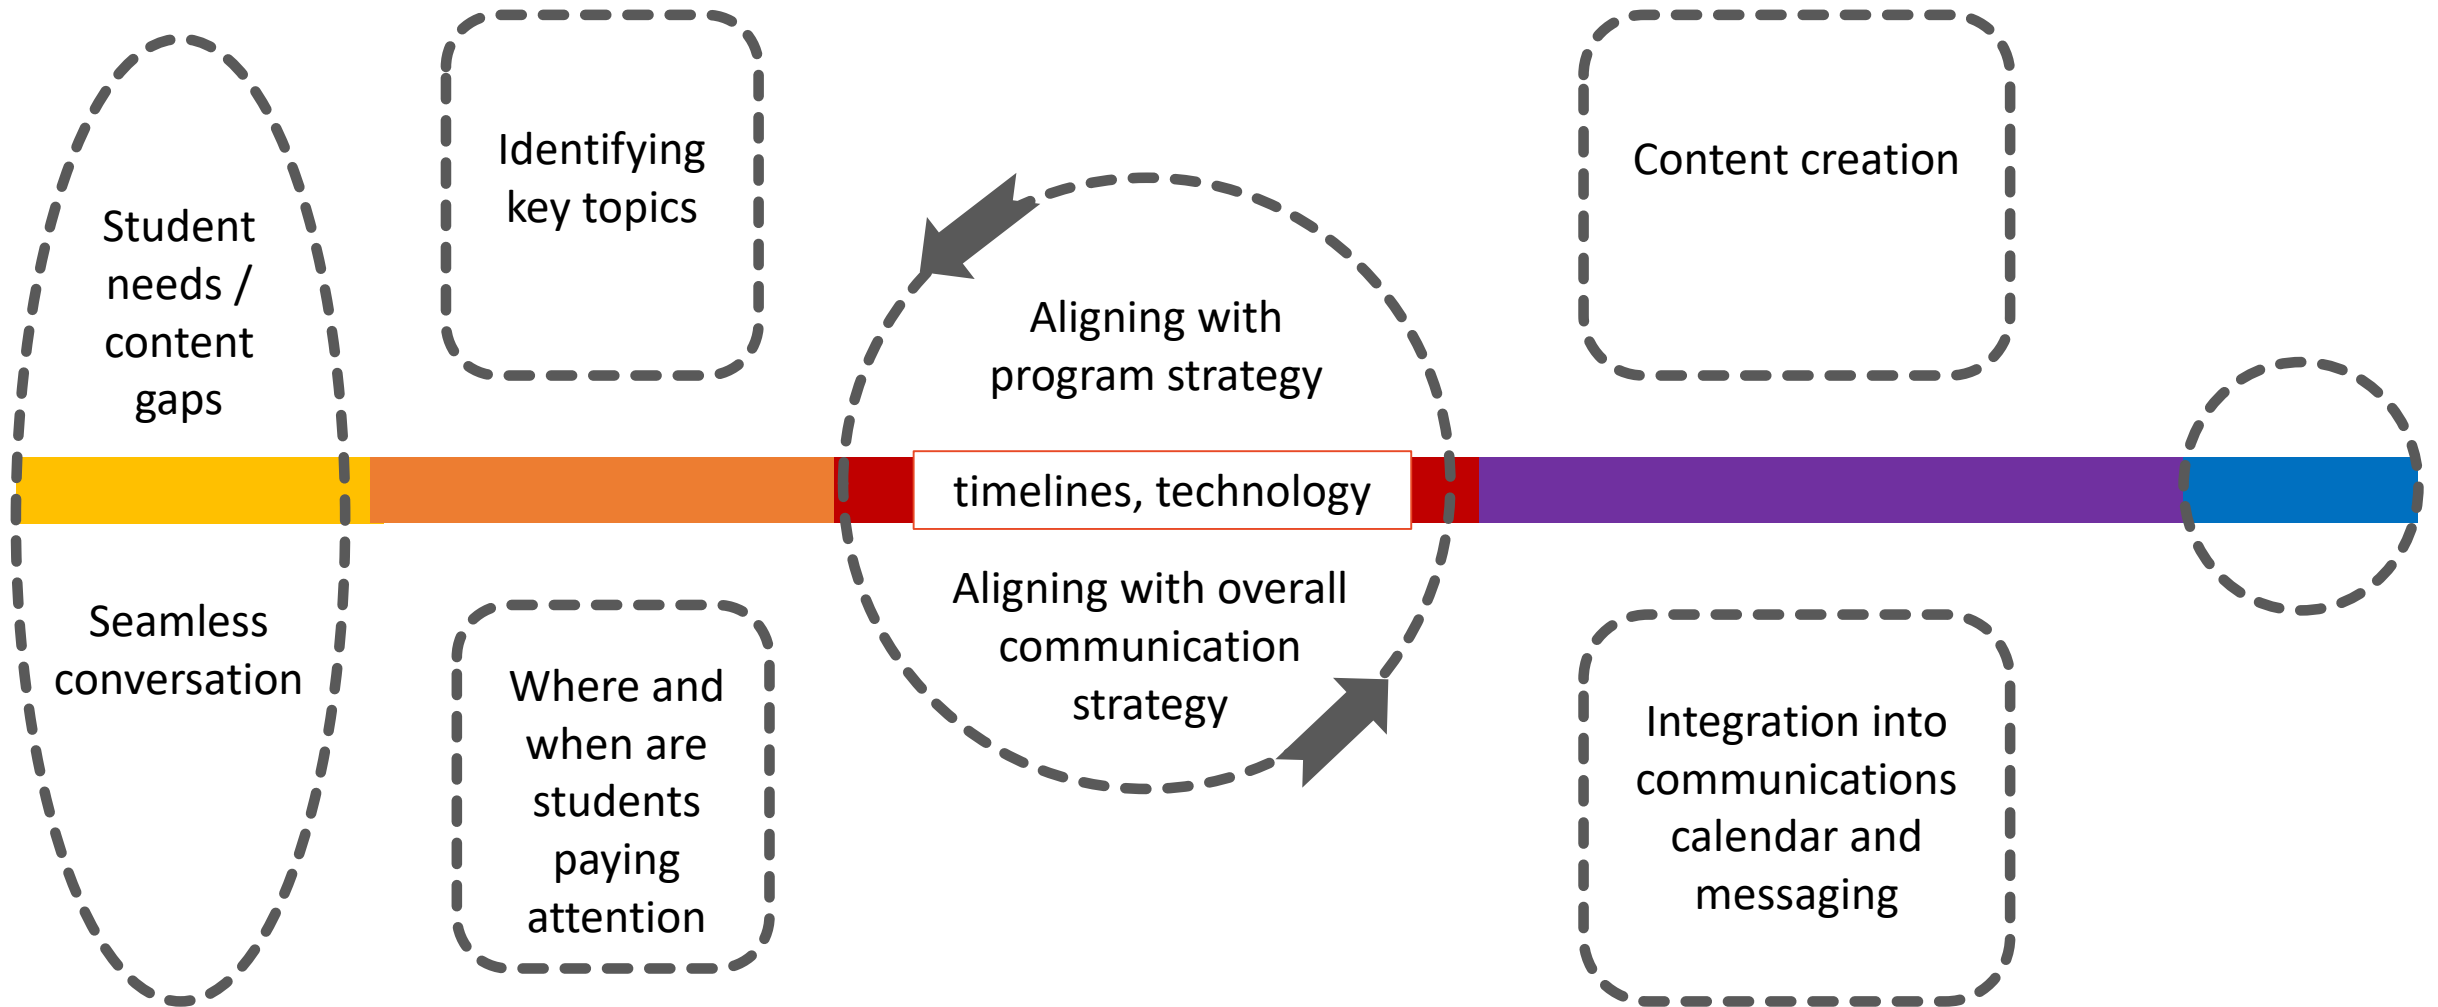 Student
needs /
content
gaps
Seamless
conversation
Identifying
key topics
Where and
when are
students
paying
attention
Aligning with
program strategy
timelines, technology
Aligning with overall
communication
strategy
Content creation
Integration into
communications
calendar and
messaging